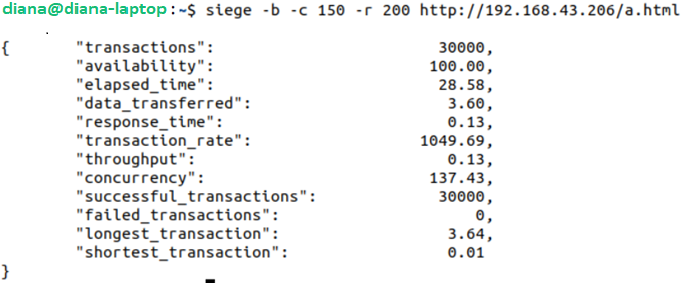 diana@diana-laptop:~$ siege -b -c 150 -r 200 http://192.168.43.206/a.html
{ "transactions": 30000,
"availability": 100.00,
"elapsed_time": 28.58,
"data_transferred": 3.60,
"response_time": 0.13,
"transaction_rate": 1049.69,
"throughput": 0.13,
"concurrency": 137.43,
"successful_transactions": 30000,
"failed_transactions": 0,
"longest_transaction": 3.64,
"shortest_transaction": 0.01
}